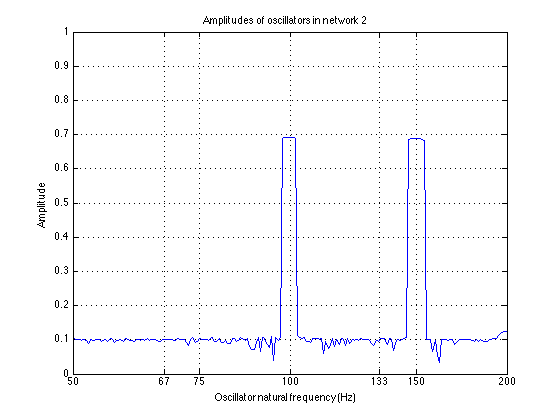 Amplitudes of oscillators in network 2
1
0.9
0.8
0.7
0.6
0.5
0.4
0.3
0.2
0.1
0
Amplitude
50 67 75 100 133 150 200
Oscillator natural frequency (Hz)